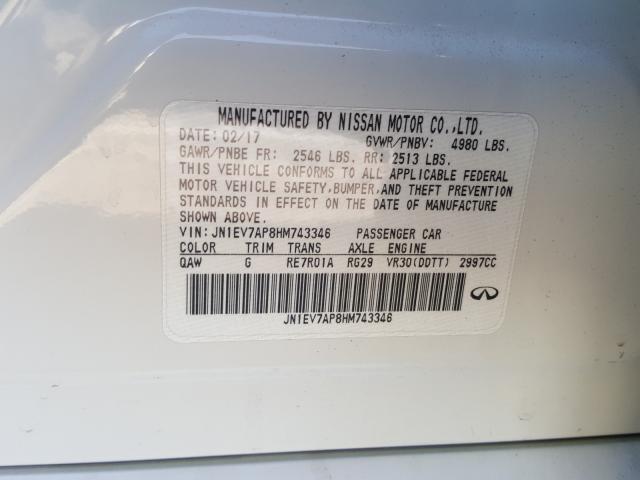 MANUFACTURED BY NISSAN MOTOR CO.,LTD.
DATE: 02/17 GVWR/PNBV: 4980 LBS.
GAWR/PNBE FR: 2546 LBS. RR: 2513 LBS.
THIS VEHICLE CONFORMS TO ALL APPLICABLE FEDERAL
MOTOR VEHICLE SAFETY, BUMPER, AND THEFT PREVENTION
STANDARDS IN EFFECT ON THE DATE OF MANUFACTURE
SHOWN ABOVE.
VIN: JN1EV7AP8HM743346 PASSENGER CAR
COLOR TRIM TRANS AXLE ENGINE
QAW G RE7R01A RG29 VR30(DDTT) 2997CC
JN1EV7AP8HM743346